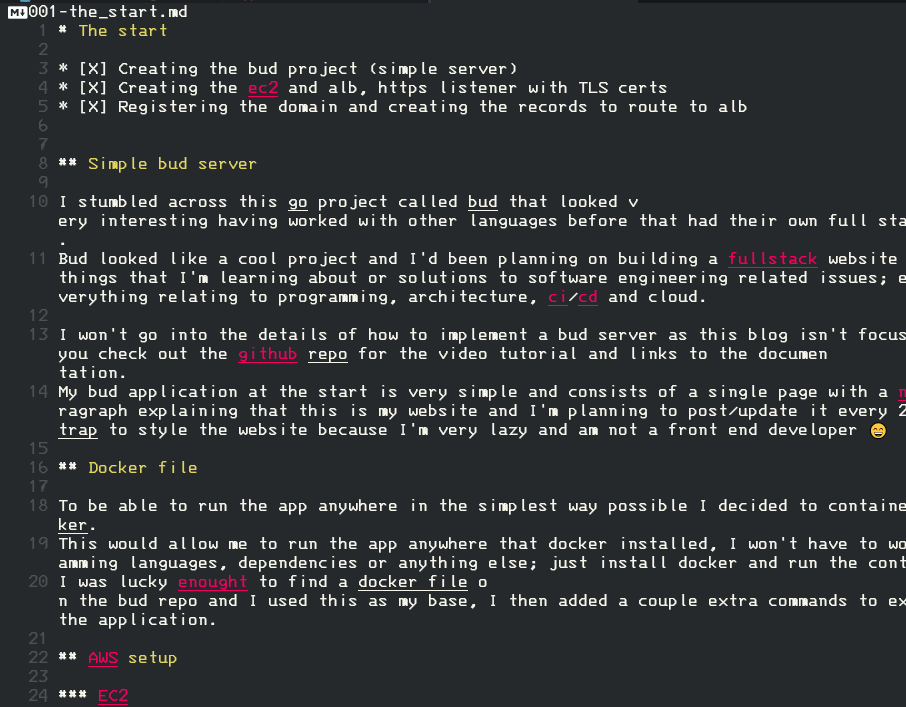 001-the_start.md
1 * The start
2
3 * [X] Creating the bud project (simple server)
4 * [X] Creating the ec2 and alb, https listener with TLS certs
5 * [X] Registering the domain and creating the records to route to alb
6
7
8 ** Simple bud server
9
10 I stumbled across this go project called bud that looked v
ery interesting having worked with other languages before that had their own full sta
.
11 Bud looked like a cool project and I'd been planning on building a fullstack website
things that I'm learning about or solutions to software engineering related issues; e
verything relating to programming, architecture, ci/cd and cloud.
12
13 I won't go into the details of how to implement a bud server as this blog isn't focus
you check out the github repo for the video tutorial and links to the documen
tation.
14 My bud application at the start is very simple and consists of a single page with a
ragraph explaining that this is my website and I'm planning to post/update it every 2
trap to style the website because I'm very lazy and am not a front end developer 😄
15
16 ** Docker file
17
18 To be able to run the app anywhere in the simplest way possible I decided to containe
ker.
19 This would allow me to run the app anywhere that docker installed, I won't have to wo
amming languages, dependencies or anything else; just install docker and run the cont
20 I was lucky enought to find a docker file o
n the bud repo and I used this as my base, I then added a couple extra commands to ex
the application.
21
22 ** AWS setup
23
24 *** EC2